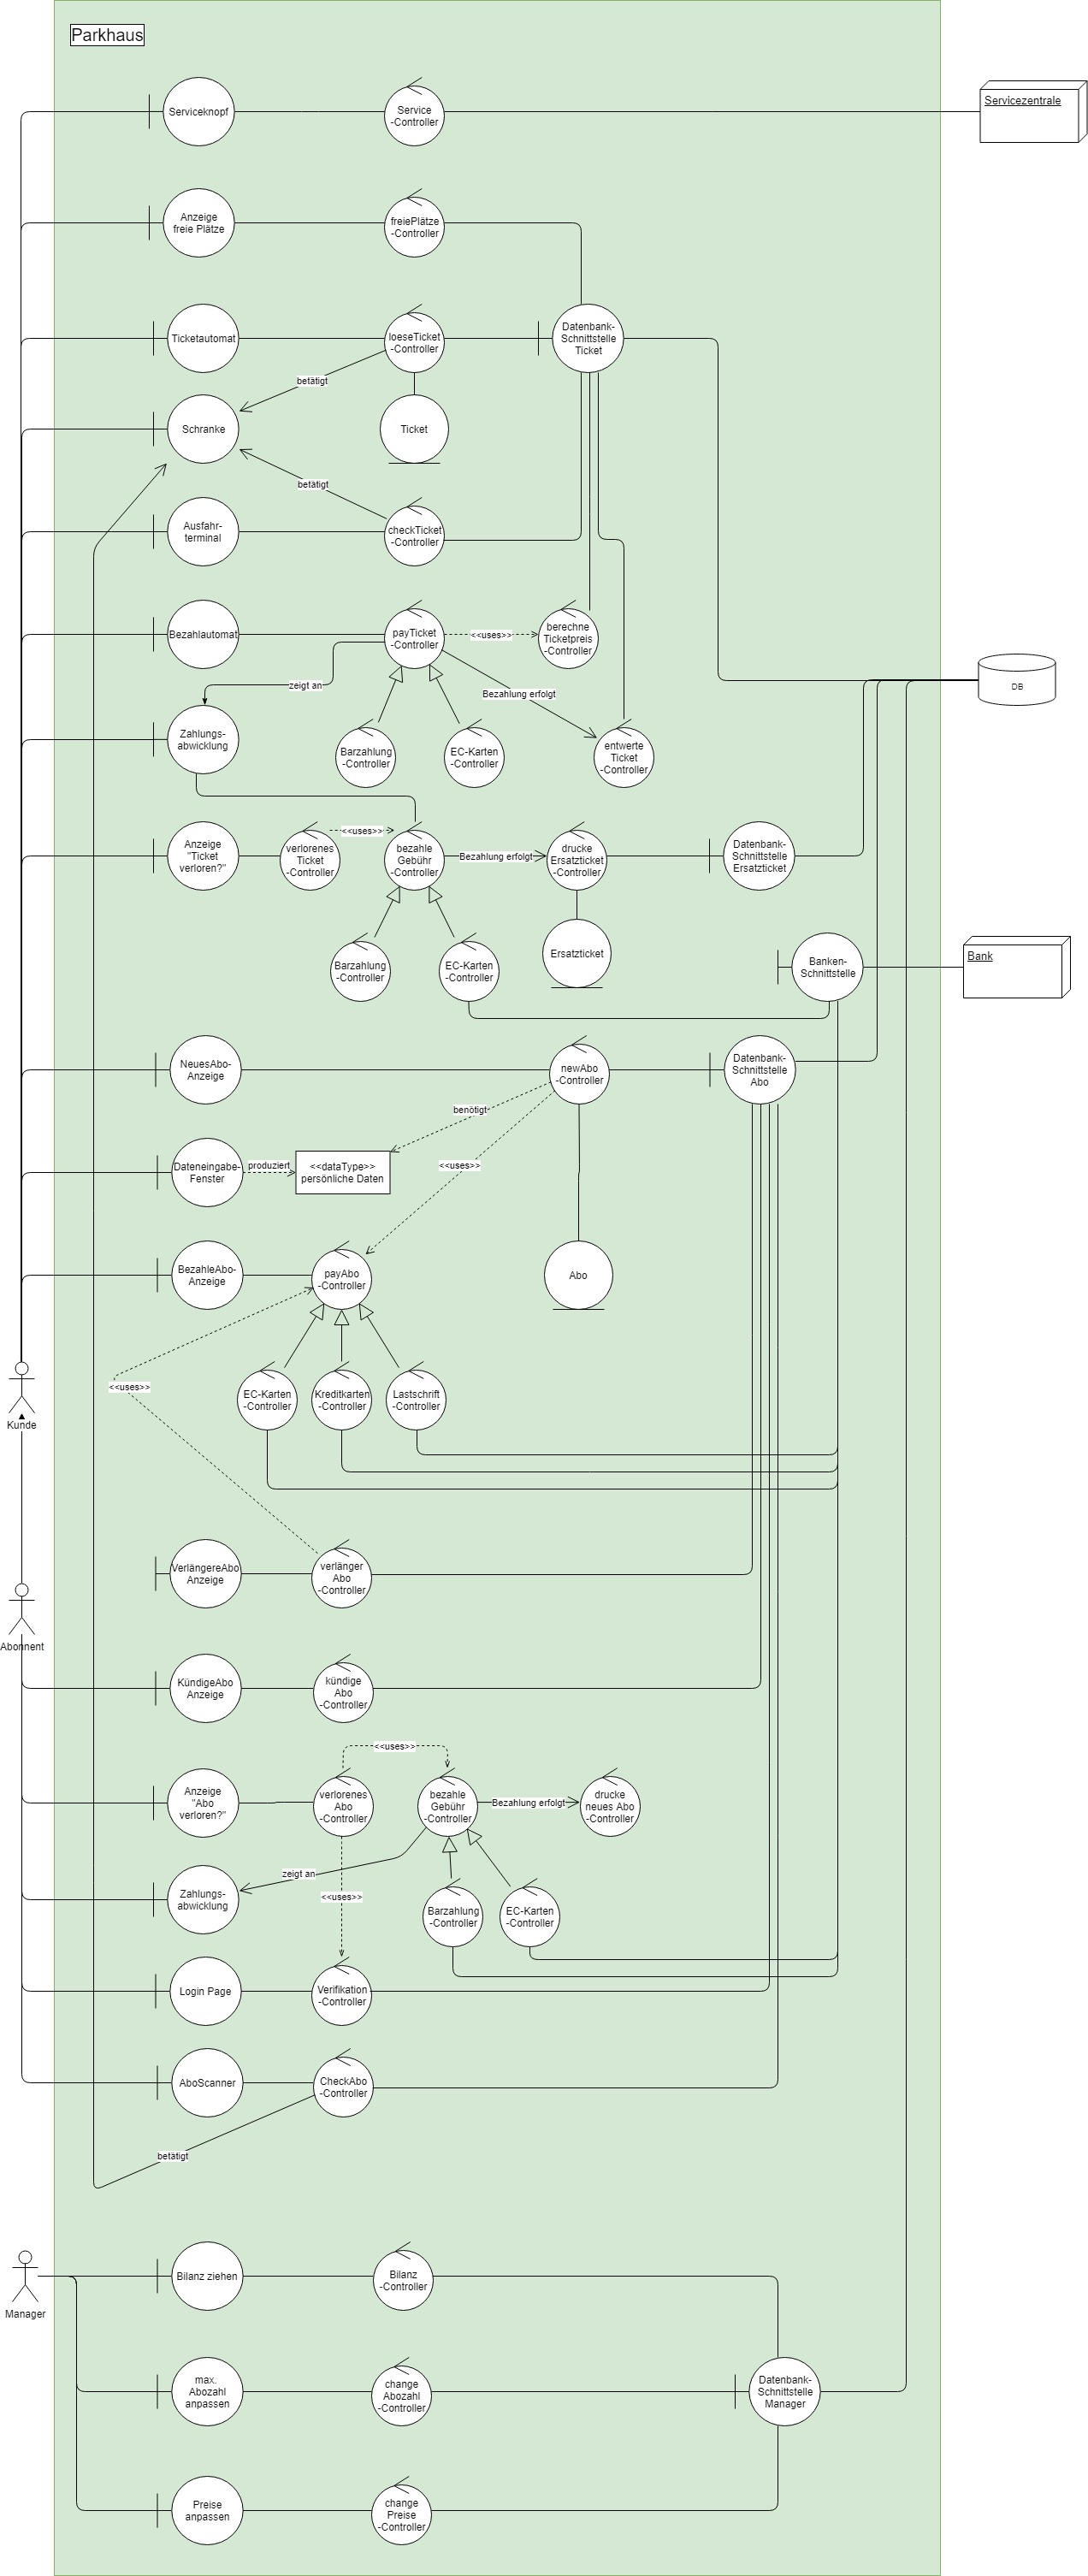 Parkhaus
Serviceknopf
Service
-Controller
Servicezentrale
Anzeige
freie Plätze
freiePlätze
-Controller
Ticketautomat
loeseTicket
-Controller
Datenbank-
Schnittstelle
Ticket
betätigt
Schranke
Ticket
betätigt
Ausfahr-
terminal
checkTicket
-Controller
Bezahlautomat
payTicket
-Controller
<<uses>>
berechne
Ticketpreis
-Controller
zeigt an
Bezahlung erfolgt
DB
Zahlungs-
abwicklung
Barzahlung
-Controller
EC-Karten
-Controller
entwerte
Ticket
-Controller
Anzeige
"Ticket
verloren?"
verlorenes
Ticket
-Controller
<<uses>>
bezahle
Gebühr
-Controller
Bezahlung erfolgt
drucke
Ersatzticket
-Controller
Datenbank-
Schnittstelle
Ersatzticket
Barzahlung
-Controller
EC-Karten
-Controller
Ersatzticket
Banken-
Schnittstelle
Bank
NeuesAbo-
Anzeige
newAbo
-Controller
Datenbank-
Schnittstelle
Abo
benötigt
Dateneingabe-
Fenster
produziert
<<dataType>>
persönliche Daten
<<uses>>
BezahleAbo-
Anzeige
payAbo
-Controller
Abo
<<uses>>
EC-Karten
-Controller
Kreditkarten
-Controller
Lastschrift
-Controller
Kunde
VerlängereAbo
Anzeige
verlänger
Abo
-Controller
Abonnent
KündigeAbo
Anzeige
kündige
Abo
-Controller
<<uses>>
Anzeige
"Abo
verloren?"
verlorenes
Abo
-Controller
bezahle
Gebühr
-Controller
Bezahlung erfolgt
drucke
neues Abo
-Controller
zeigt an
Zahlungs-
abwicklung
<<uses>>
Barzahlung
-Controller
EC-Karten
-Controller
Login Page
Verifikation
-Controller
AboScanner
CheckAbo
-Controller
betätigt
Manager
Bilanz ziehen
Bilanz
-Controller
max.
Abozahl
anpassen
change
Abozahl
-Controller
Datenbank-
Schnittstelle
Manager
Preise
anpassen
change
Preise
-Controller